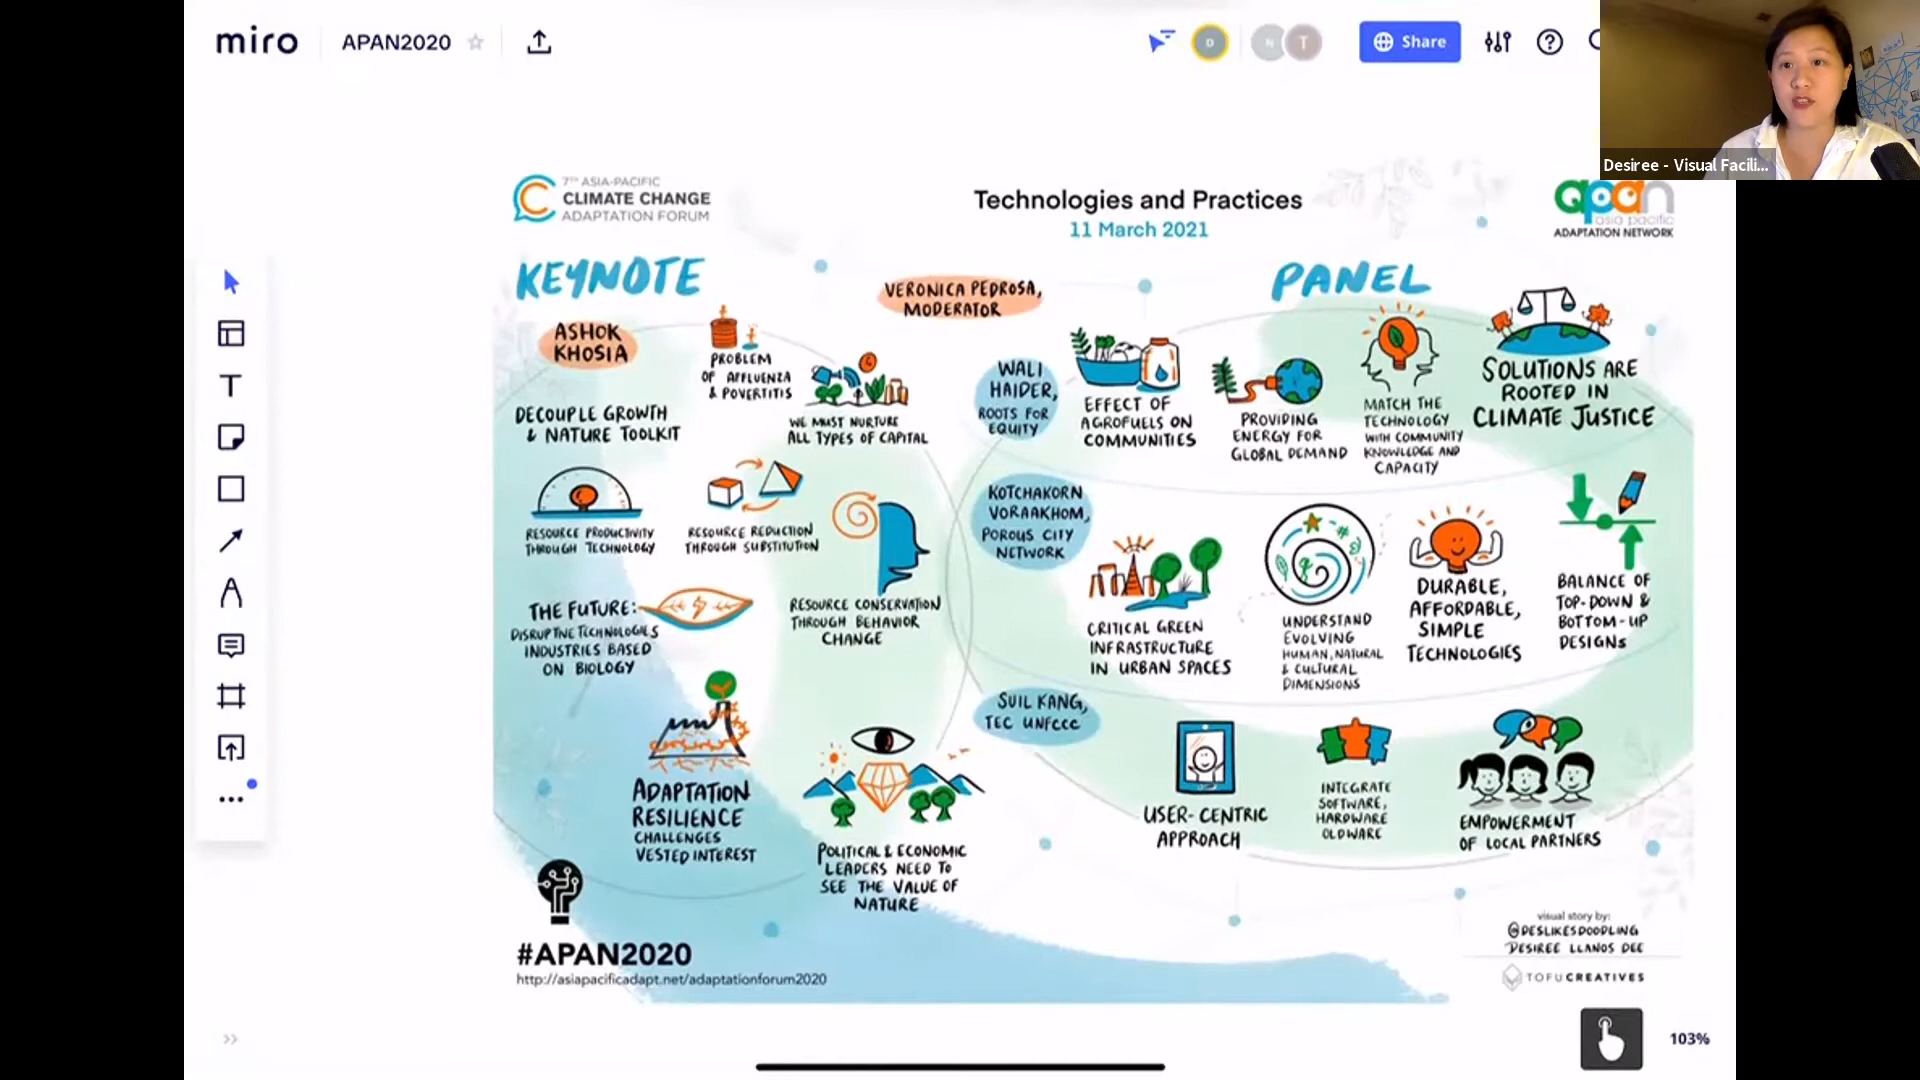 miro
APAN2020
D
N
T
Share
Desiree - Visual Facili...
7TH ASIA-PACIFIC
CLIMATE CHANGE
ADAPTATION FORUM
Technologies and Practices
11 March 2021
apan
asia pacific
ADAPTATION NETWORK
KEYNOTE
ASHOK
KHOSIA
PROBLEM
OF AFFLUENZA
& POVERTITIS
DECOUPLE GROWTH
& NATURE TOOLKIT
WE MUST NURTURE
ALL TYPES OF CAPITAL
RESOURCE PRODUCTIVITY
THROUGH TECHNOLOGY
RESOURCE REDUCTION
THROUGH SUBSTITUTION
THE FUTURE:
DISRUPTIVE TECHNOLOGIES
INDUSTRIES BASED
ON BIOLOGY
RESOURCE CONSERVATION
THROUGH BEHAVIOR
CHANGE
ADAPTATION
RESILIENCE
CHALLENGES
VESTED INTEREST
POLITICAL & ECONOMIC
LEADERS NEED TO
SEE THE VALUE OF
NATURE
VERONICA PEDROSA,
MODERATOR
PANEL
WALI
HAIDER,
ROOTS FOR
EQUITY
EFFECT OF
AGROFUELS ON
COMMUNITIES
PROVIDING
ENERGY FOR
GLOBAL DEMAND
MATCH THE
TECHNOLOGY
WITH COMMUNITY
KNOWLEDGE AND
CAPACITY
SOLUTIONS ARE
ROOTED IN
CLIMATE JUSTICE
KOTCHAKORN
VORAAKHOM,
POROUS CITY
NETWORK
CRITICAL GREEN
INFRASTRUCTURE
IN URBAN SPACES
UNDERSTAND
EVOLVING
HUMAN, NATURAL
& CULTURAL
DIMENSIONS
DURABLE,
AFFORDABLE,
SIMPLE
TECHNOLOGIES
BALANCE OF
TOP-DOWN &
BOTTOM-UP
DESIGNS
SUIL KANG,
TEC UNFCCC
USER-CENTRIC
APPROACH
INTEGRATE
SOFTWARE,
HARDWARE
OLDWARE
EMPOWERMENT
OF LOCAL PARTNERS
#APAN2020
http://asiapacificadapt.net/adaptationforum2020
visual story by:
@DESLIKESDOODLING
DESIREE LLANOS DEE
TOFU CREATIVES
103%